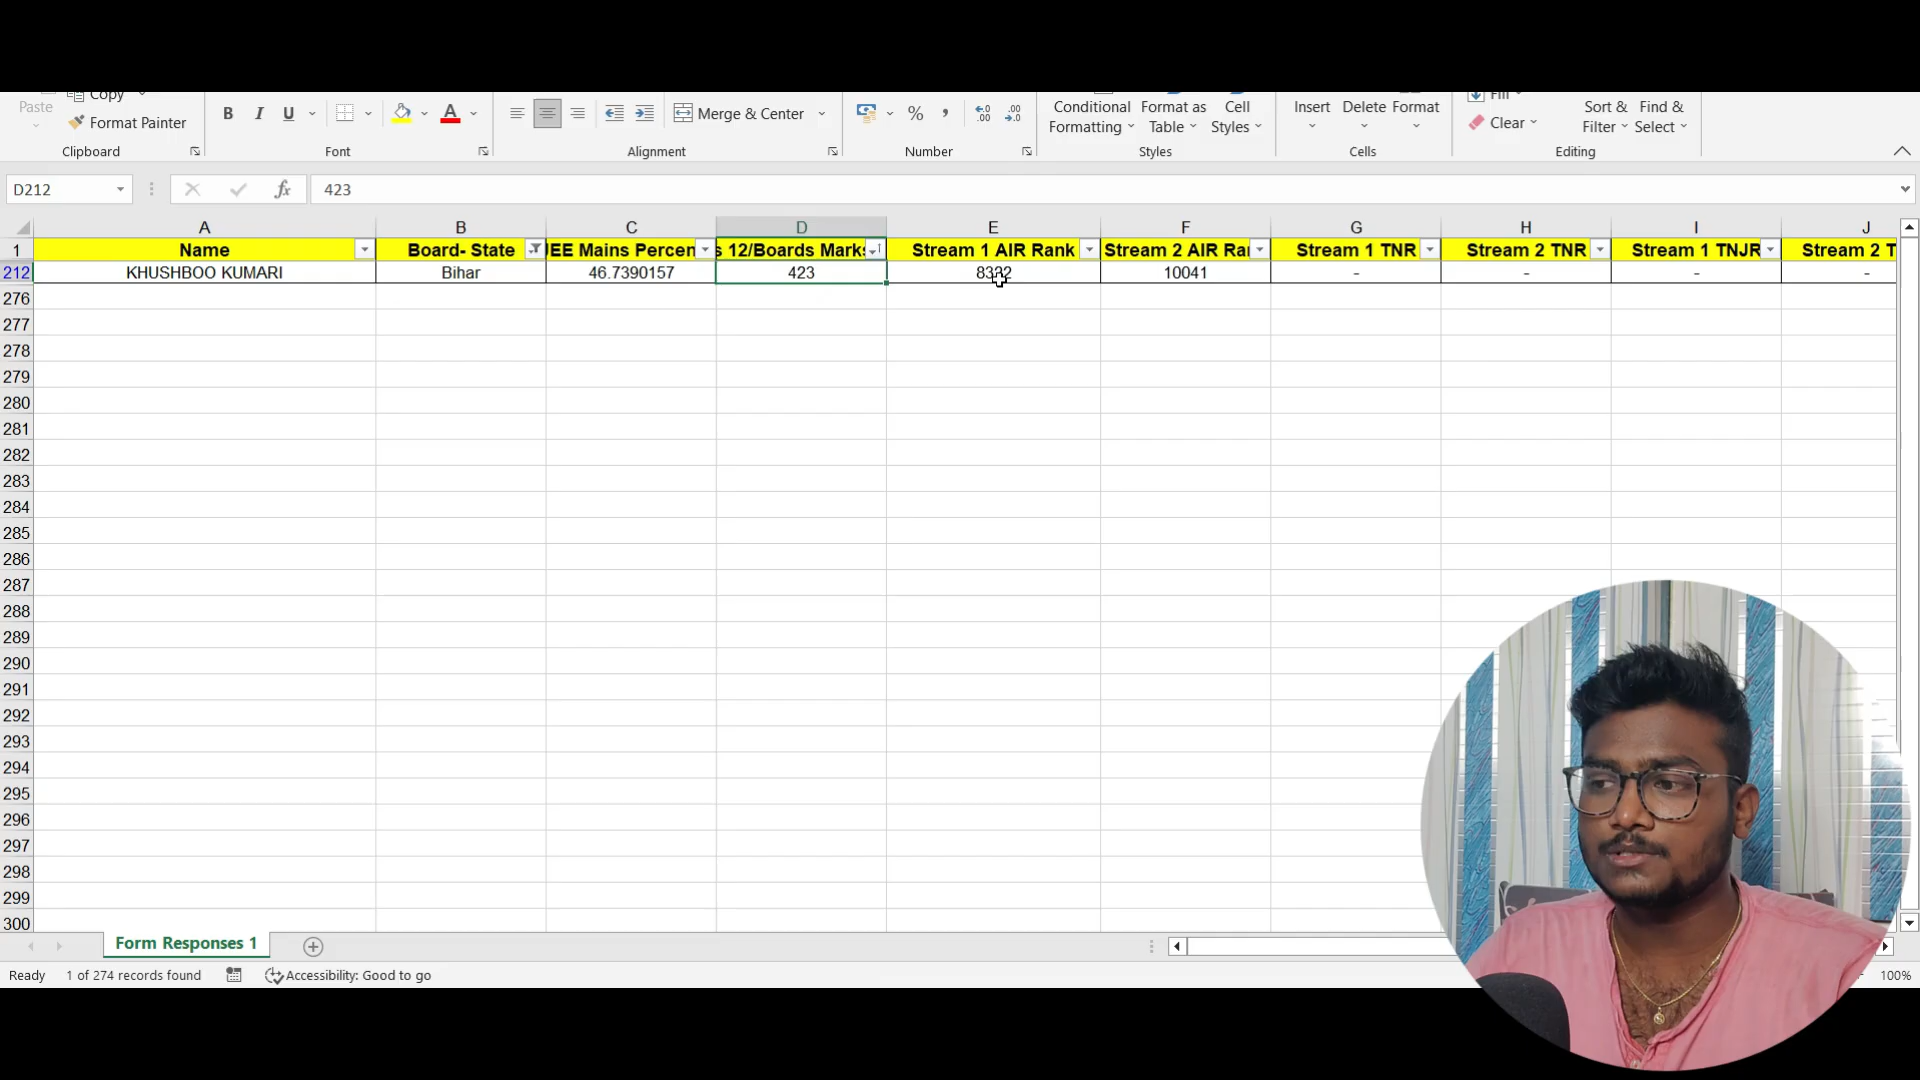 Copy
Paste
Format Painter
B I U A
Merge & Center
% ,
Conditional Formatting
Format as Table
Cell Styles
Insert Delete Format
Fill
Clear
Sort & Filter
Find & Select
Clipboard Font Alignment Number Styles Cells Editing
D212 fx 423
A B C D E F G H I J
1 Name Board- State JEE Mains Percen s 12/Boards Marks Stream 1 AIR Rank Stream 2 AIR Ra Stream 1 TNR Stream 2 TNR Stream 1 TNJR Stream 2 T
212 KHUSHBOO KUMARI Bihar 46.7390157 423 10041 - - - -
276
277
278
279
280
281
282
283
284
285
286
287
288
289
290
291
292
293
294
295
296
297
298
299
300
Form Responses 1
Ready 1 of 274 records found Accessibility: Good to go 100%